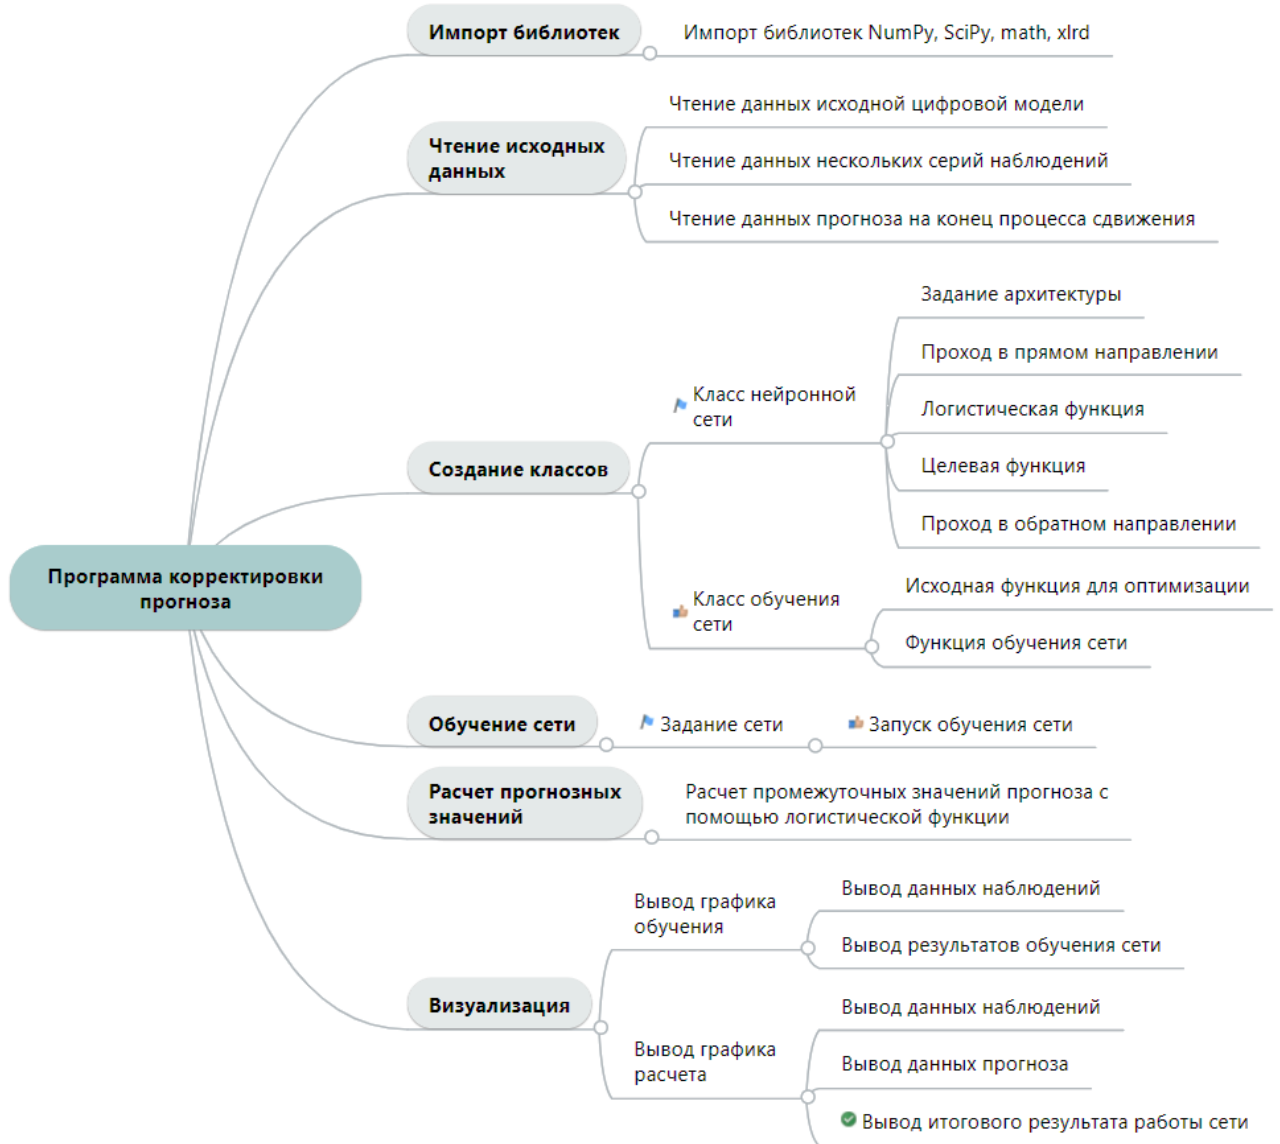 Импорт библиотек
Импорт библиотек NumPy, SciPy, math, xlrd
Чтение исходных
данных
Чтение данных исходной цифровой модели
Чтение данных нескольких серий наблюдений
Чтение данных прогноза на конец процесса сдвижения
Создание классов
Класс нейронной
сети
Задание архитектуры
Проход в прямом направлении
Логистическая функция
Целевая функция
Проход в обратном направлении
Класс обучения
сети
Исходная функция для оптимизации
Функция обучения сети
Программа корректировки
прогноза
Обучение сети
Задание сети
Запуск обучения сети
Расчет прогнозных
значений
Расчет промежуточных значений прогноза с
помощью логистической функции
Визуализация
Вывод графика
обучения
Вывод данных наблюдений
Вывод результатов обучения сети
Вывод графика
расчета
Вывод данных наблюдений
Вывод данных прогноза
Вывод итогового результата работы сети